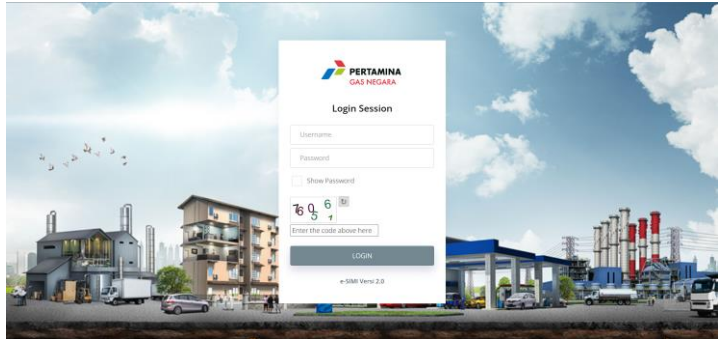 PERTAMINA
GAS NEGARA
Login Session
Username
Password
Show Password
Enter the code above here
LOGIN
e-SIMI Versi 2.0